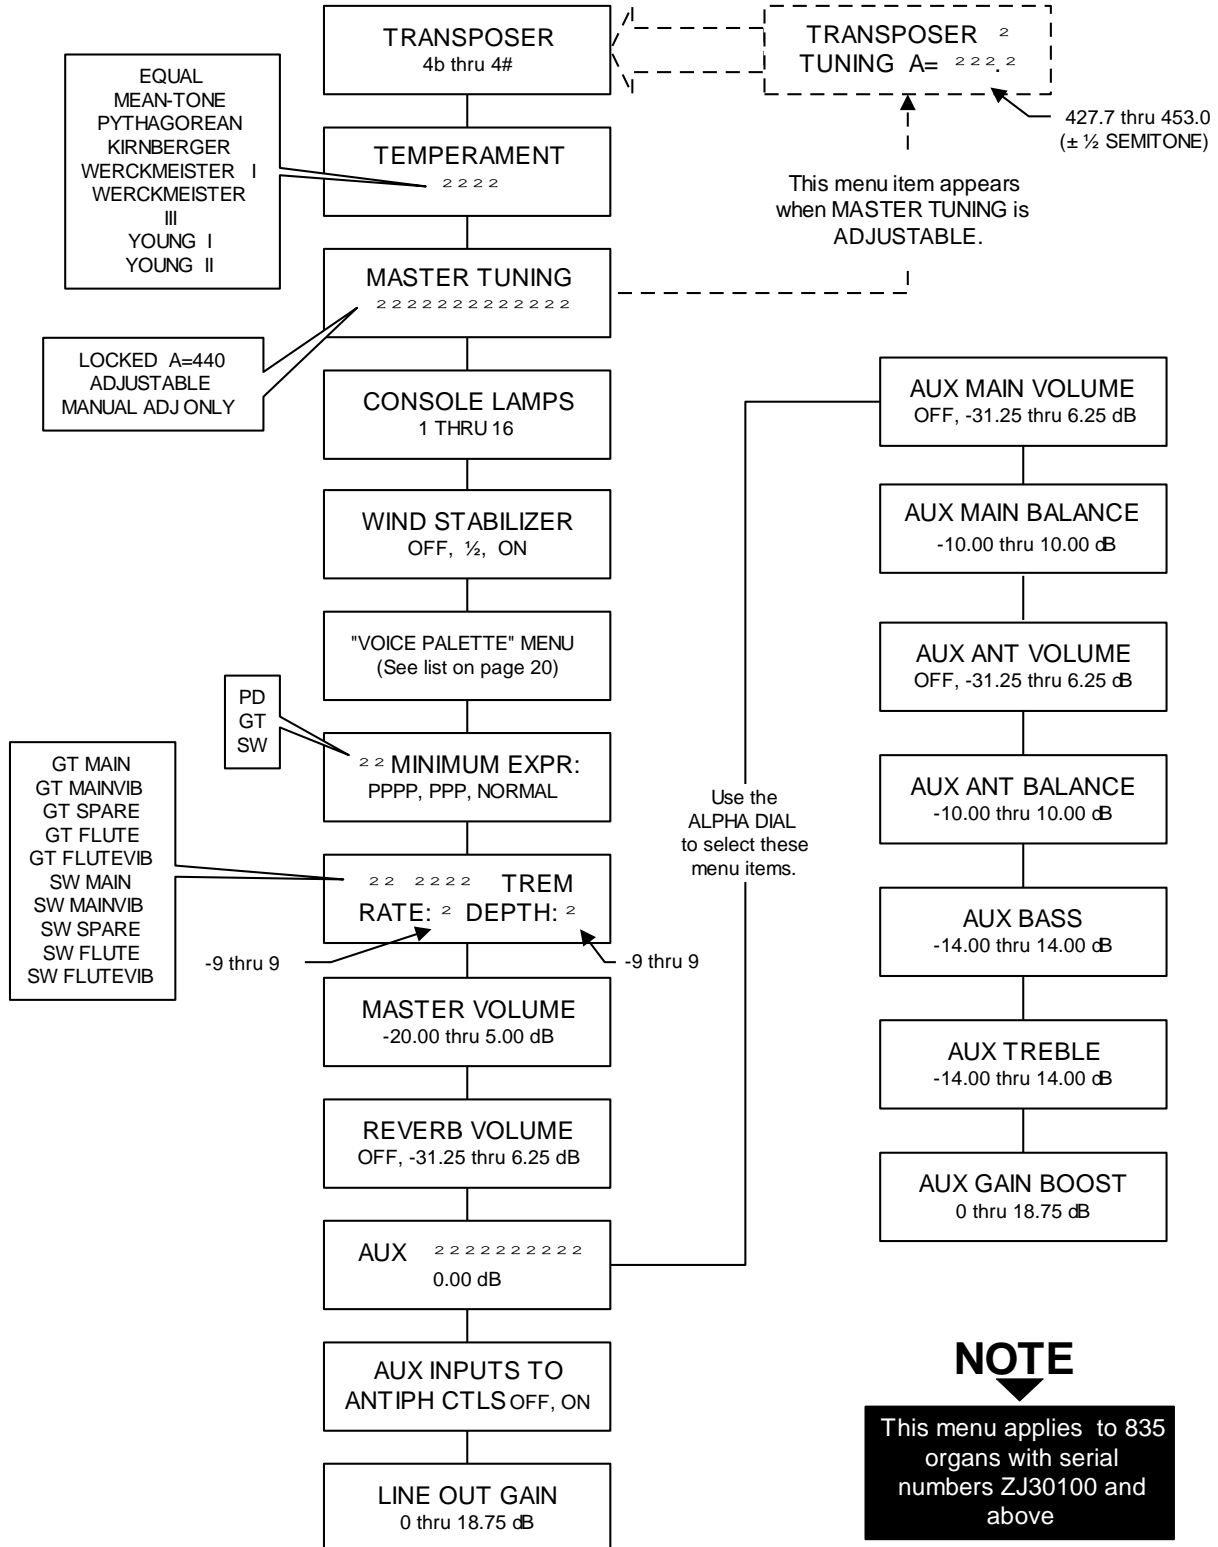 TRANSPOSER
4b thru 4#
TRANSPOSER 2
TUNING A= 222.2
427.7 thru 453.0
(± ½ SEMITONE)
This menu item appears
when MASTER TUNING is
ADJUSTABLE.
EQUAL
MEAN-TONE
PYTHAGOREAN
KIRNBERGER
WERCKMEISTER I
WERCKMEISTER
III
YOUNG I
YOUNG II
TEMPERAMENT
2222
MASTER TUNING
2222222222222
LOCKED A=440
ADJUSTABLE
MANUAL ADJ ONLY
CONSOLE LAMPS
1 THRU 16
WIND STABILIZER
OFF, ½, ON
"VOICE PALETTE" MENU
(See list on page 20)
PD
GT
SW
22 MINIMUM EXPR:
PPPP, PPP, NORMAL
GT MAIN
GT MAINVIB
GT SPARE
GT FLUTE
GT FLUTEVIB
SW MAIN
SW MAINVIB
SW SPARE
SW FLUTE
SW FLUTEVIB
22 2222 TREM
RATE: 2 DEPTH: 2
-9 thru 9
-9 thru 9
MASTER VOLUME
-20.00 thru 5.00 dB
REVERB VOLUME
OFF, -31.25 thru 6.25 dB
AUX 2222222222
0.00 dB
AUX INPUTS TO
ANTIPH CTLS OFF, ON
LINE OUT GAIN
0 thru 18.75 dB
Use the
ALPHA DIAL
to select these
menu items.
AUX MAIN VOLUME
OFF, -31.25 thru 6.25 dB
AUX MAIN BALANCE
-10.00 thru 10.00 dB
AUX ANT VOLUME
OFF, -31.25 thru 6.25 dB
AUX ANT BALANCE
-10.00 thru 10.00 dB
AUX BASS
-14.00 thru 14.00 dB
AUX TREBLE
-14.00 thru 14.00 dB
AUX GAIN BOOST
0 thru 18.75 dB
NOTE
This menu applies to 835
organs with serial
numbers ZJ30100 and
above